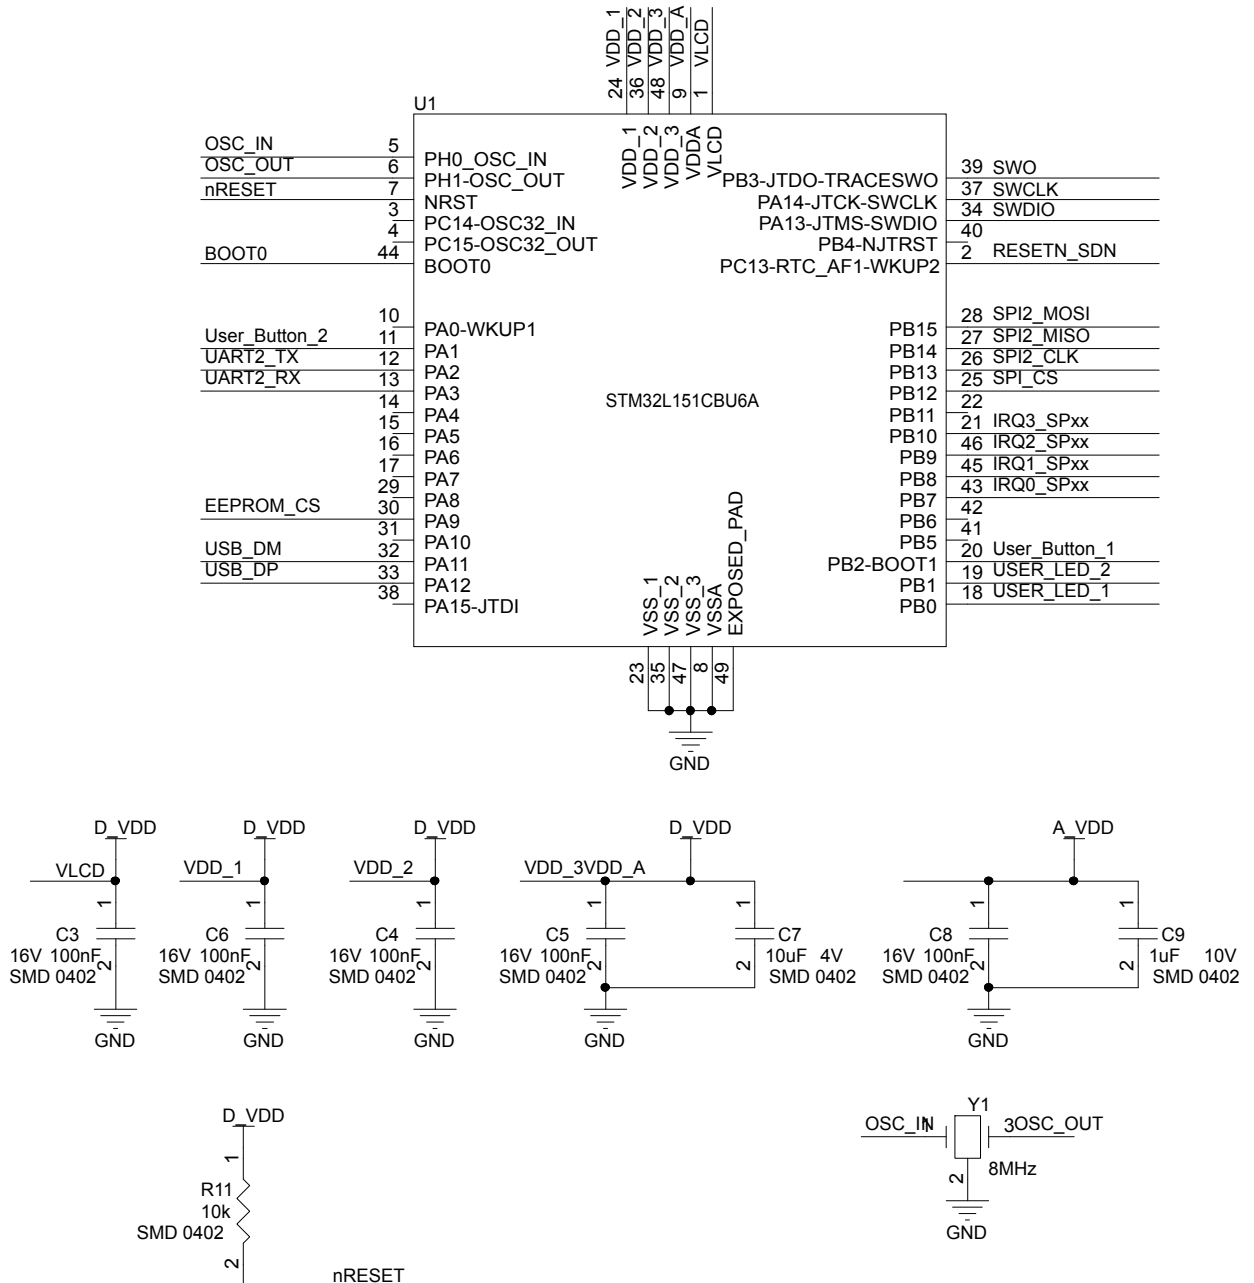 24 VDD_1
36 VDD_2
48 VDD_3
9 VDD_A
1 VLCD
U1
VDD_1
VDD_2
VDD_3
VDDA
VLCD
OSC_IN 5 PH0_OSC_IN
OSC_OUT 6 PH1-OSC_OUT
nRESET 7 NRST
3 PC14-OSC32_IN
4 PC15-OSC32_OUT
BOOT0 44 BOOT0
10 PA0-WKUP1
User_Button_2 11 PA1
UART2_TX 12 PA2
UART2_RX 13 PA3
14 PA4
15 PA5
16 PA6
17 PA7
29 PA8
EEPROM_CS 30 PA9
31 PA10
USB_DM 32 PA11
USB_DP 33 PA12
38 PA15-JTDI
STM32L151CBU6A
PB3-JTDO-TRACESWO 39 SWO
PA14-JTCK-SWCLK 37 SWCLK
PA13-JTMS-SWDIO 34 SWDIO
PB4-NJTRST 40
PC13-RTC_AF1-WKUP2 2 RESETN_SDN
PB15 28 SPI2_MOSI
PB14 27 SPI2_MISO
PB13 26 SPI2_CLK
PB12 25 SPI_CS
PB11 22
PB10 21 IRQ3_SPxx
PB9 46 IRQ2_SPxx
PB8 45 IRQ1_SPxx
PB7 43 IRQ0_SPxx
PB6 42
PB5 41
PB2-BOOT1 20 User_Button_1
PB1 19 USER_LED_2
PB0 18 USER_LED_1
VSS_1
VSS_2
VSS_3
VSSA
EXPOSED_PAD
23
35
47
8
49
GND
D_VDD
VLCD
1
C3
16V 100nF
2
SMD 0402
GND
D_VDD
VDD_1
1
C6
16V 100nF
2
SMD 0402
GND
D_VDD
VDD_2
1
C4
16V 100nF
2
SMD 0402
GND
D_VDD
VDD_3VDD_A
1
C5
16V 100nF
2
SMD 0402
GND
1
C7
10uF 4V
2
SMD 0402
A_VDD
1
C8
16V 100nF
2
SMD 0402
GND
1
C9
1uF 10V
2
SMD 0402
D_VDD
1
R11
10k
SMD 0402
2
nRESET
Y1
OSC_IN 1
3 OSC_OUT
8MHz
2
GND